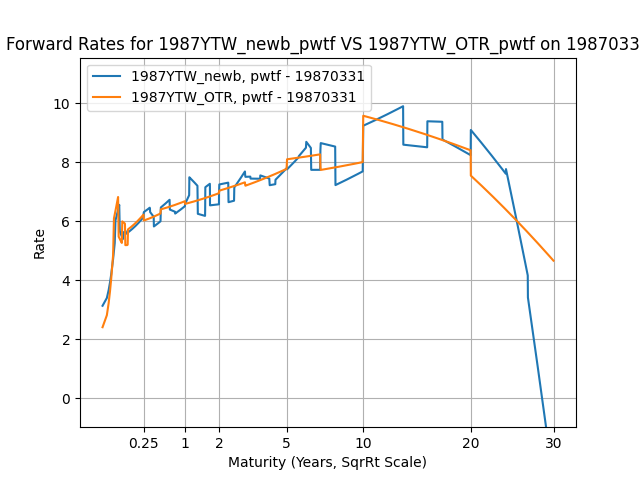 Forward Rates for 1987YTW_newb_pwtf VS 1987YTW_OTR_pwtf on 1987033
1987YTW_newb, pwtf - 19870331
1987YTW_OTR, pwtf - 19870331
10
8
6
4
2
0
Rate
0.25 1 2 5 10 20 30
Maturity (Years, SqrRt Scale)